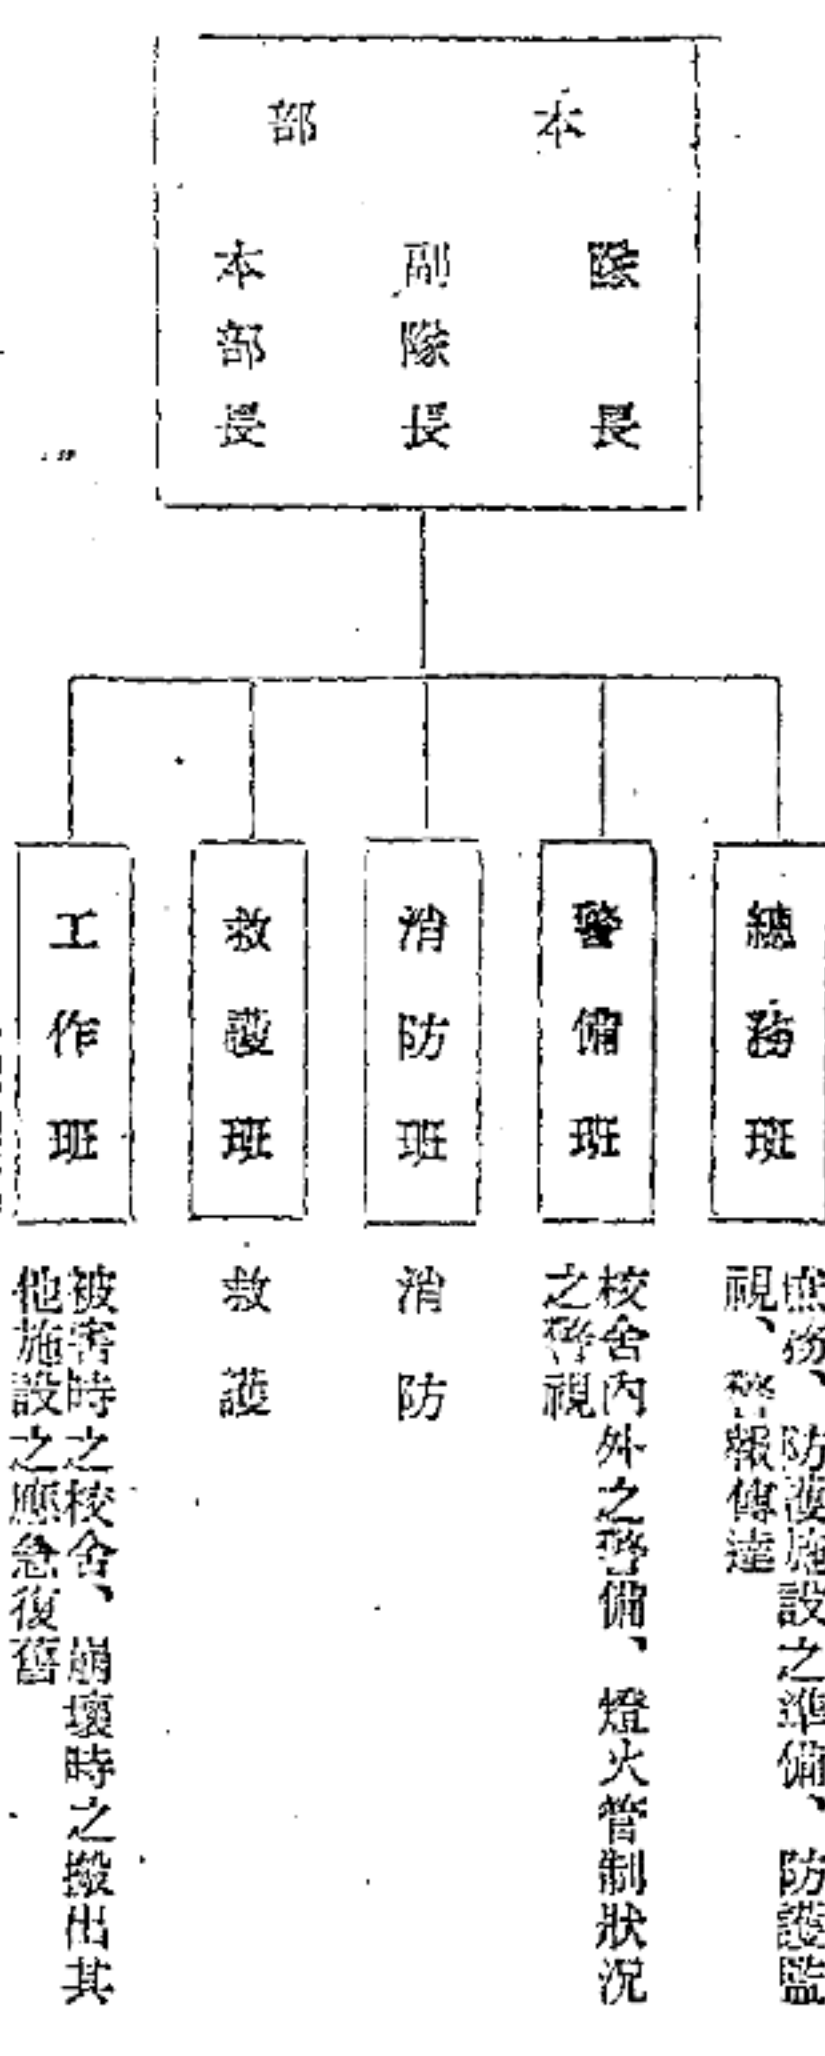 本部
隊長
副隊長
本部長
總務班
庶務、防護施設之準備、防護監
視、警報傳達
警備班
校舍內外之警備、燈火管制狀況
之警視
消防班
消防
救護班
救護
工作班
被害時之校舍、崩壞時之搬出其
他施設之應急復舊